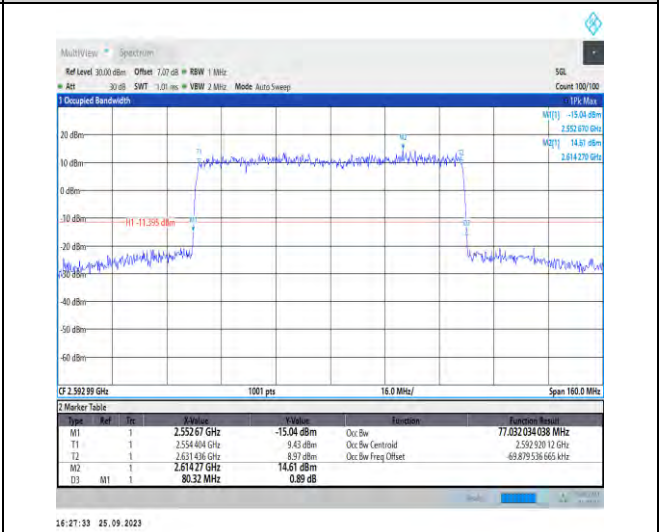 MultiView Spectrum
Ref Level 30.00 dBm Offset 7.07 dB RBW 1 MHz SGL
Att 30 dB SWT 1.01 ms VBW 2 MHz Mode Auto Sweep Count 100/100
1 Occupied Bandwidth 1Pk Max
M1[1] -15.04 dBm
2.552 670 GHz
M2[1] 14.61 dBm
2.614 270 GHz
20 dBm
M2
T1
10 dBm
0 dBm
-10 dBm
H1 -11.395 dBm
-20 dBm
-30 dBm
-40 dBm
-50 dBm
-60 dBm
CF 2.592 99 GHz 1001 pts 16.0 MHz/ Span 160.0 MHz
2 Marker Table
Type Ref Trc X-Value Y-Value Function Function Result
M1 1 2.552 67 GHz -15.04 dBm Occ Bw 77.032 034 038 MHz
T1 1 2.554 404 GHz 9.43 dBm Occ Bw Centroid 2.592 920 12 GHz
T2 1 2.631 436 GHz 8.97 dBm Occ Bw Freq Offset -69.879 536 665 kHz
M2 1 2.614 27 GHz 14.61 dBm
D3 M1 1 80.32 MHz 0.89 dB
16:27:33 25.09.2023